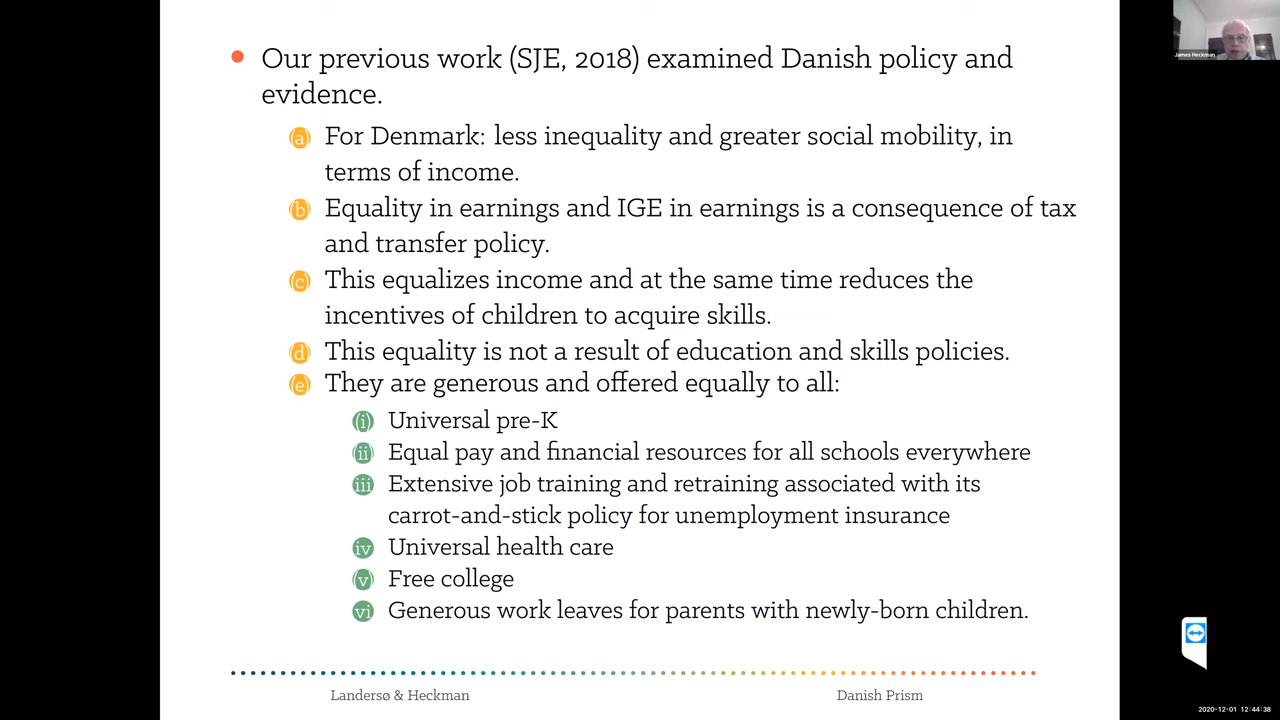 Our previous work (SJE, 2018) examined Danish policy and
evidence.
(a) For Denmark: less inequality and greater social mobility, in
terms of income.
(b) Equality in earnings and IGE in earnings is a consequence of tax
and transfer policy.
(c) This equalizes income and at the same time reduces the
incentives of children to acquire skills.
(d) This equality is not a result of education and skills policies.
(e) They are generous and offered equally to all:
(i) Universal pre-K
(ii) Equal pay and financial resources for all schools everywhere
(iii) Extensive job training and retraining associated with its
carrot-and-stick policy for unemployment insurance
(iv) Universal health care
(v) Free college
(vi) Generous work leaves for parents with newly-born children.
Landersø & Heckman
Danish Prism
James Heckman
2020-12-01 12:44:38